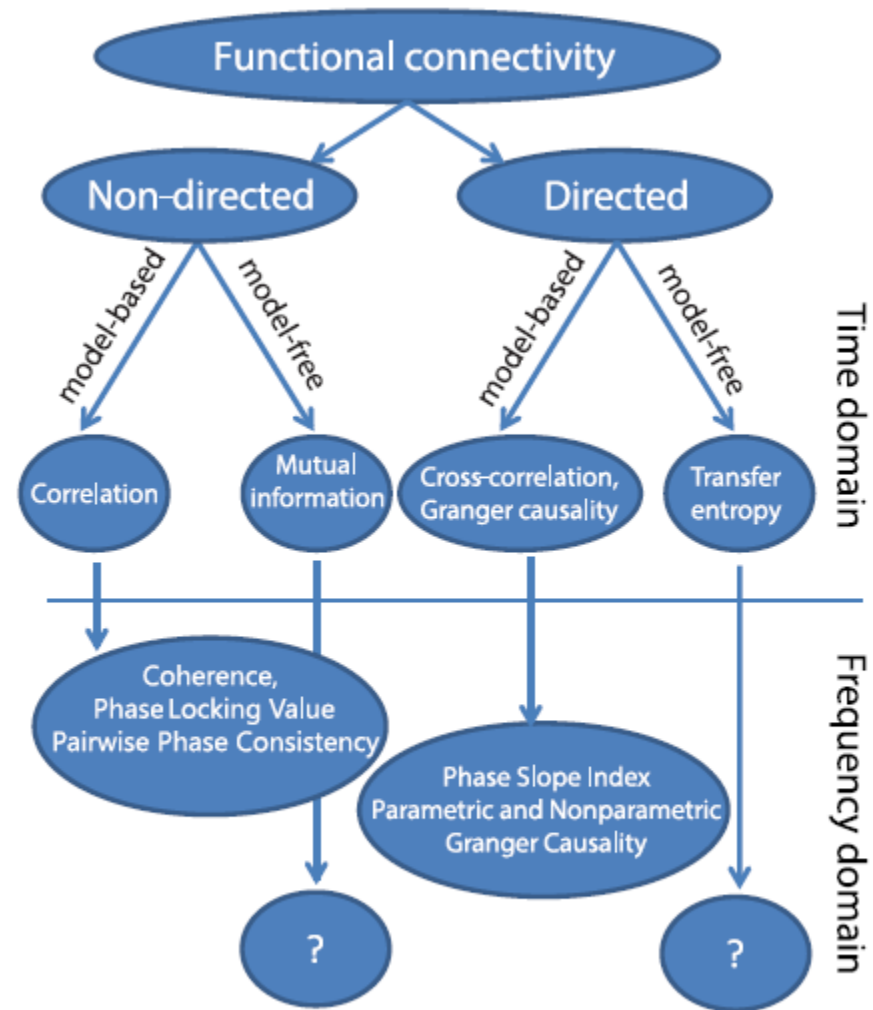 Functional connectivity
Non-directed
Directed
model-based
model-free
model-based
model-free
Time domain
Correlation
Mutual
information
Cross-correlation,
Granger causality
Transfer
entropy
Frequency domain
Coherence,
Phase Locking Value
Pairwise Phase Consistency
Phase Slope Index
Parametric and Nonparametric
Granger Causality
?
?